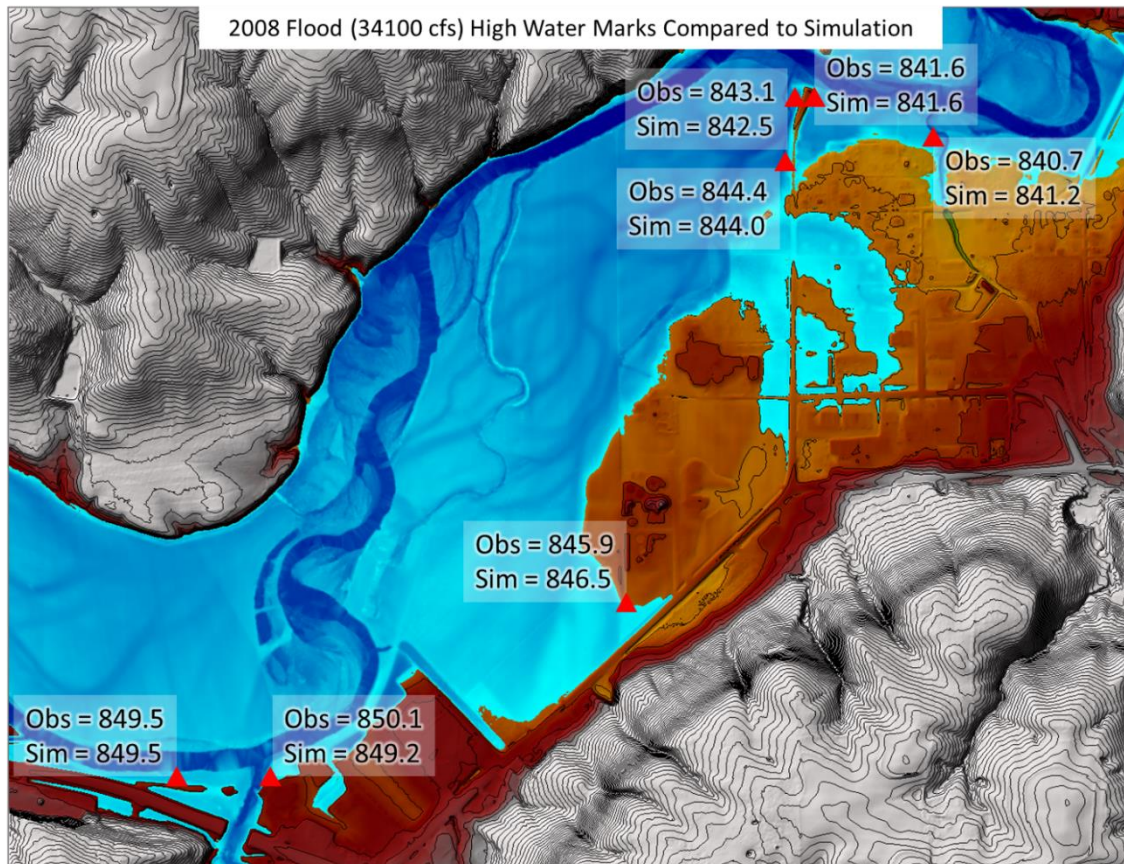 2008 Flood (34100 cfs) High Water Marks Compared to Simulation
Obs = 843.1
Sim = 842.5
Obs = 841.6
Sim = 841.6
Obs = 844.4
Sim = 844.0
Obs = 840.7
Sim = 841.2
Obs = 845.9
Sim = 846.5
Obs = 849.5
Sim = 849.5
Obs = 850.1
Sim = 849.2